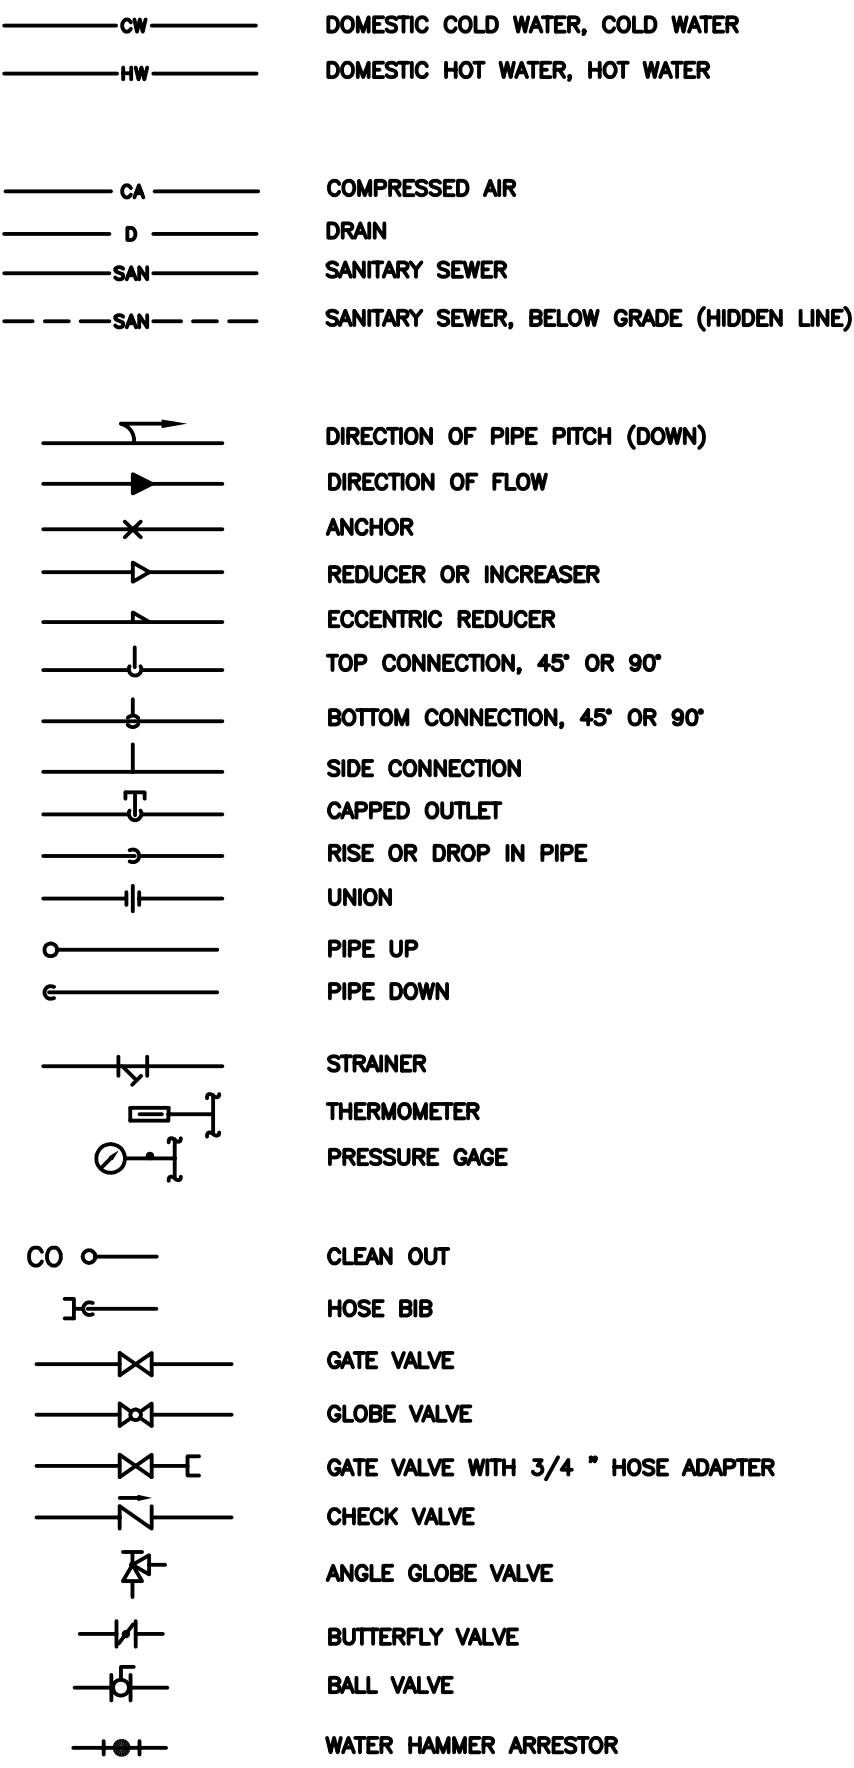 CW DOMESTIC COLD WATER, COLD WATER
HW DOMESTIC HOT WATER, HOT WATER
CA COMPRESSED AIR
D DRAIN
SAN SANITARY SEWER
SAN SANITARY SEWER, BELOW GRADE (HIDDEN LINE)
DIRECTION OF PIPE PITCH (DOWN)
DIRECTION OF FLOW
ANCHOR
REDUCER OR INCREASER
ECCENTRIC REDUCER
TOP CONNECTION, 45° OR 90°
BOTTOM CONNECTION, 45° OR 90°
SIDE CONNECTION
CAPPED OUTLET
RISE OR DROP IN PIPE
UNION
PIPE UP
PIPE DOWN
STRAINER
THERMOMETER
PRESSURE GAGE
CO CLEAN OUT
HOSE BIB
GATE VALVE
GLOBE VALVE
GATE VALVE WITH 3/4 " HOSE ADAPTER
CHECK VALVE
ANGLE GLOBE VALVE
BUTTERFLY VALVE
BALL VALVE
WATER HAMMER ARRESTOR